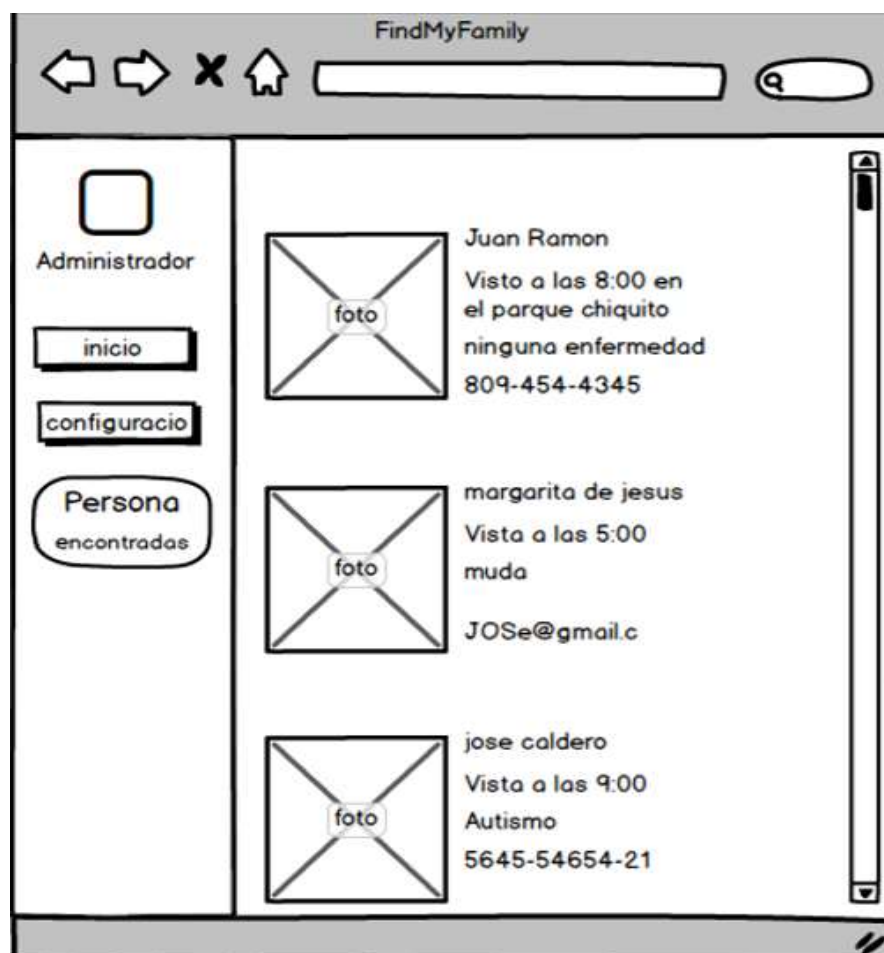 FindMyFamily
Administrador
inicio
configuracio
Persona
encontradas
foto
Juan Ramon
Visto a las 8:00 en
el parque chiquito
ninguna enfermedad
809-454-4345
foto
margarita de jesus
Vista a las 5:00
muda
JOSe@gmail.c
foto
jose caldero
Vista a las 9:00
Autismo
5645-54654-21